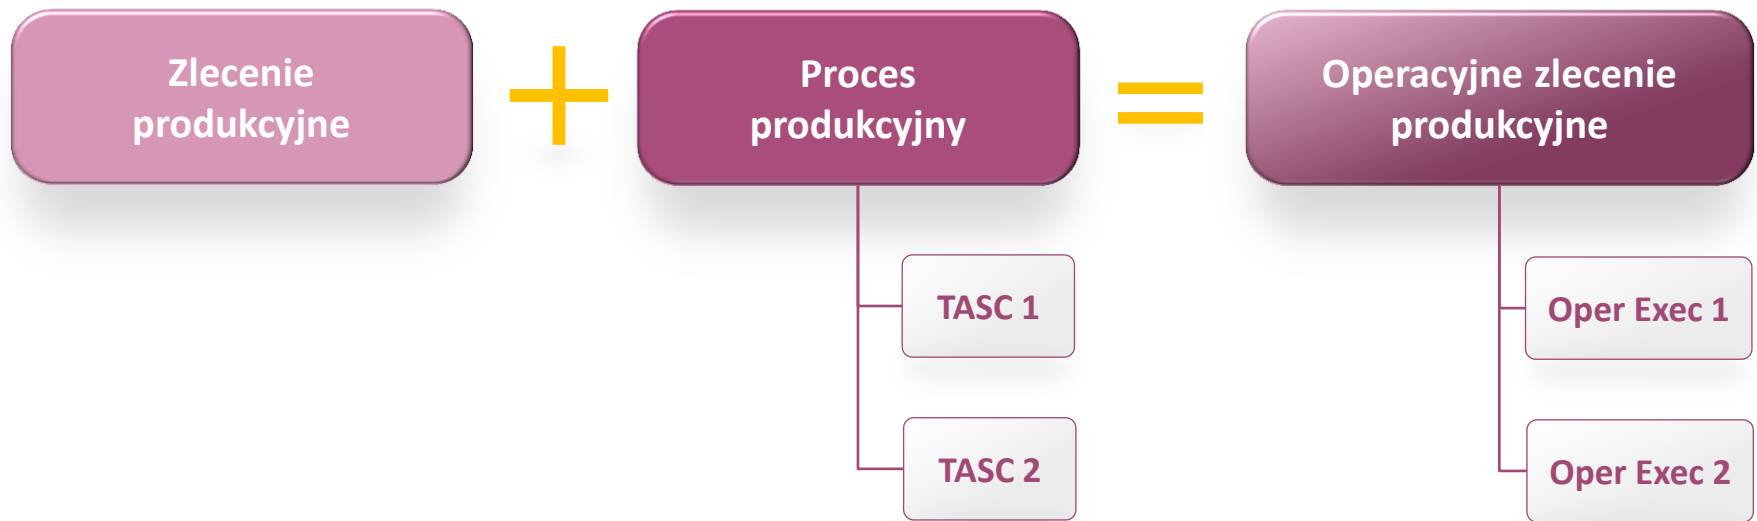 Zlecenie
produkcyjne
+
Proces
produkcyjny
=
Operacyjne zlecenie
produkcyjne
TASC 1
TASC 2
Oper Exec 1
Oper Exec 2